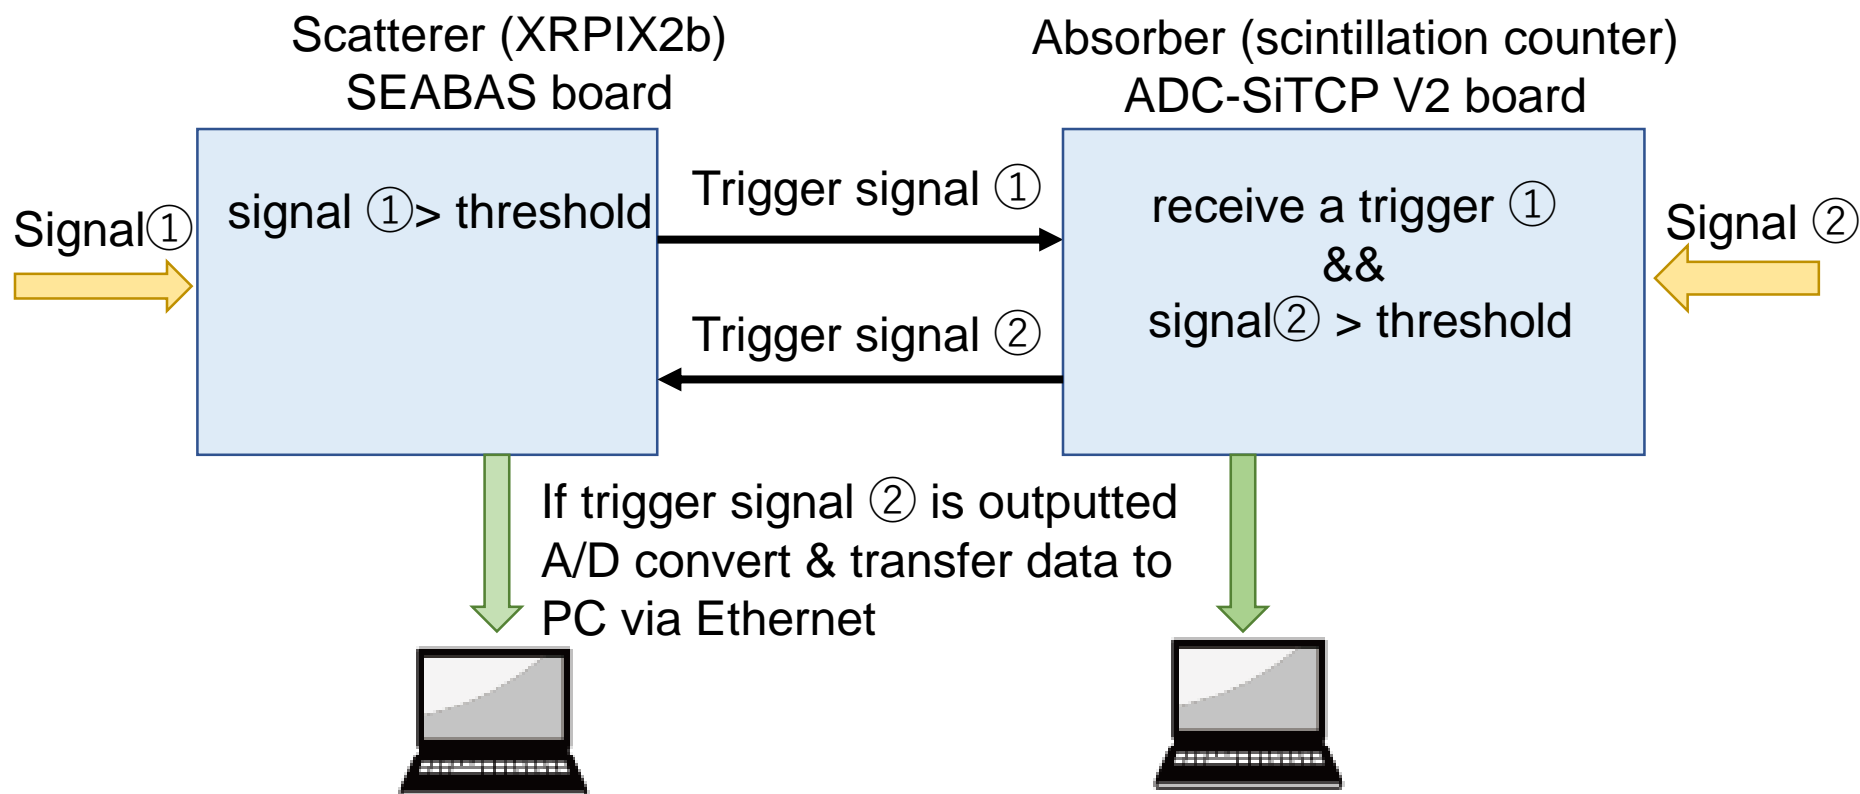 Scatterer (XRPIX2b)
SEABAS board
Absorber (scintillation counter)
ADC-SiTCP V2 board
Signal①
signal ①> threshold
Trigger signal ①
Trigger signal ②
receive a trigger ①
&&
signal② > threshold
Signal ②
If trigger signal ② is outputted
A/D convert & transfer data to
PC via Ethernet